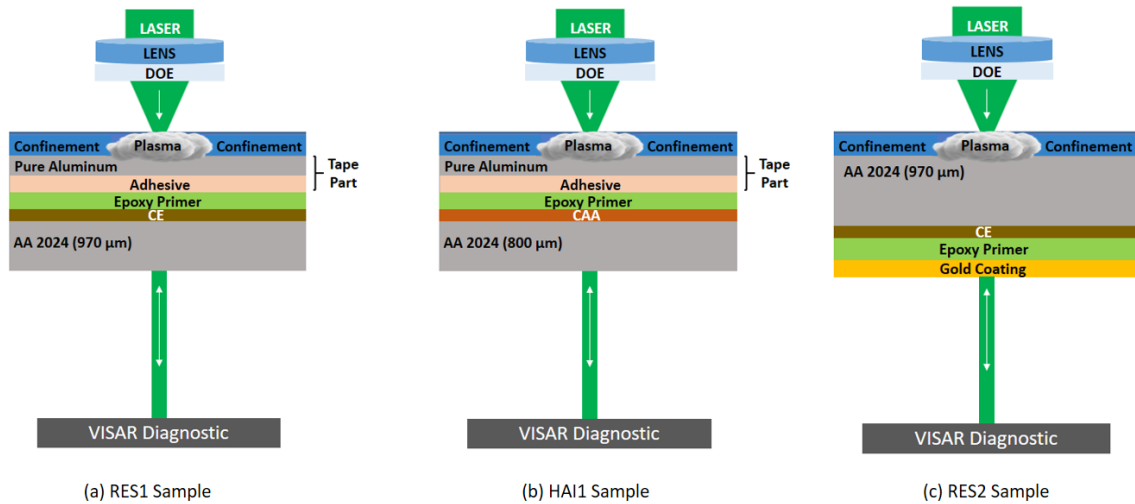 LASER
LENS
DOE
Confinement Plasma Confinement
Pure Aluminum
Adhesive
Tape
Part
Epoxy Primer
CE
AA 2024 (970 µm)
VISAR Diagnostic
(a) RES1 Sample
LASER
LENS
DOE
Confinement Plasma Confinement
Pure Aluminum
Adhesive
Tape
Part
Epoxy Primer
CAA
AA 2024 (800 µm)
VISAR Diagnostic
(b) HAI1 Sample
LASER
LENS
DOE
Confinement Plasma Confinement
AA 2024 (970 µm)
CE
Epoxy Primer
Gold Coating
VISAR Diagnostic
(c) RES2 Sample